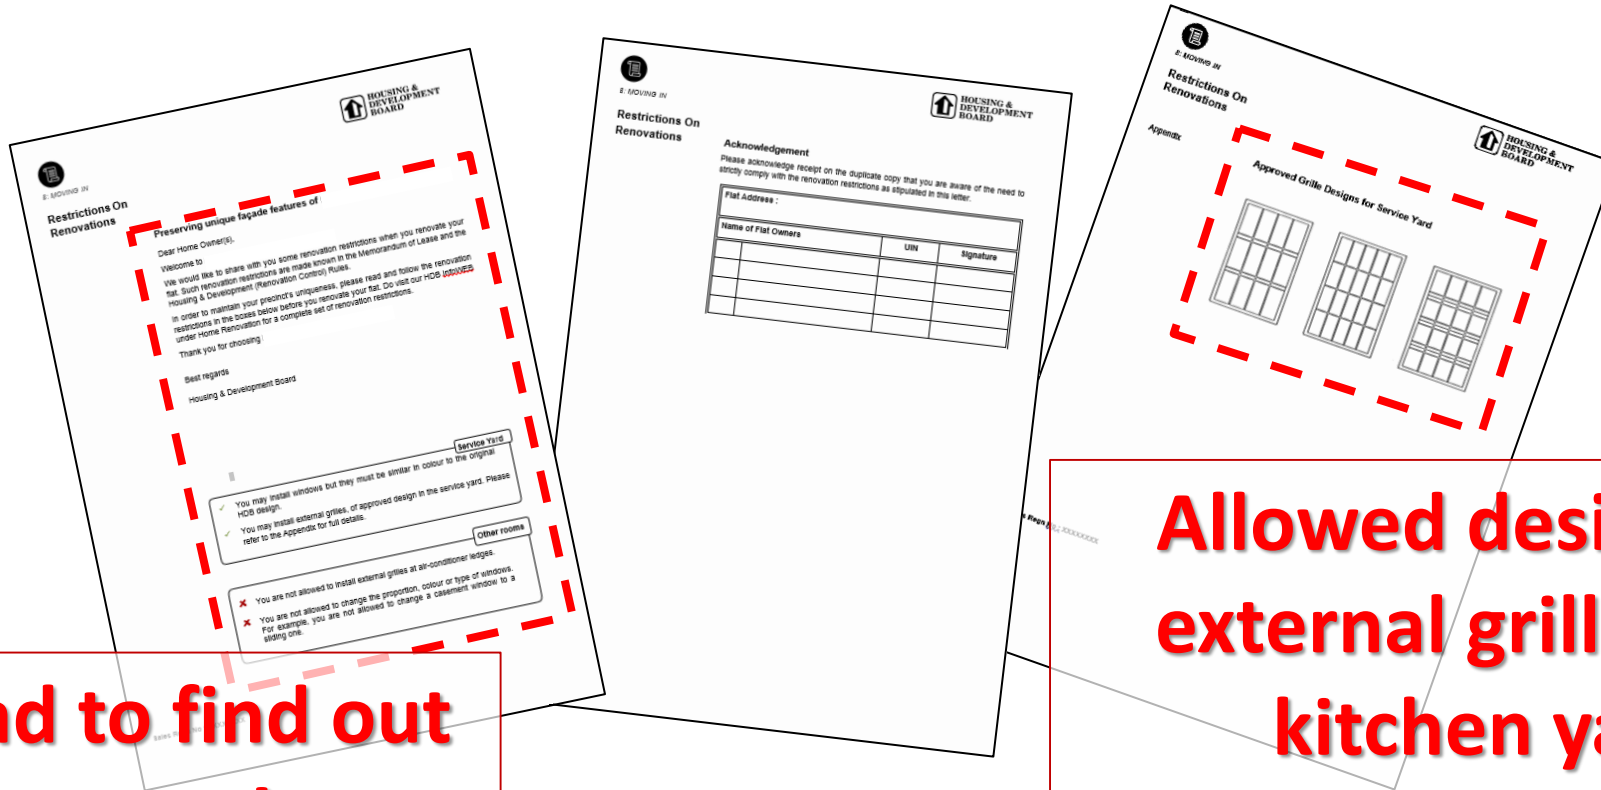 E: MOVING IN
Restrictions On
Renovations
HOUSING &
DEVELOPMENT
BOARD
Preserving unique façade features of
Dear Home Owner(s),
Welcome to
We would like to share with you some renovation restrictions when you renovate your
flat. Such renovation restrictions are made known in the Memorandum of Lease and the
Housing & Development (Renovation Control) Rules.
In order to maintain your precinct's uniqueness, please read and follow the renovation
restrictions in the boxes below before you renovate your flat. Do visit our HDB InfoWEB
under Home Renovation for a complete set of renovation restrictions.
Thank you for choosing
Best regards
Housing & Development Board
Service Yard
You may install windows but they must be similar in colour to the original
HDB design.
You may install external grilles, of approved design in the service yard. Please
refer to the Appendix for full details.
Other rooms
You are not allowed to install external grilles at air-conditioner ledges.
You are not allowed to change the proportion, colour or type of windows.
For example, you are not allowed to change a casement window to a
sliding one.
to find out
E: MOVING IN
Restrictions On
Renovations
HOUSING &
DEVELOPMENT
BOARD
Acknowledgement
Please acknowledge receipt on the duplicate copy that you are aware of the need to
strictly comply with the renovation restrictions as stipulated in this letter.
Flat Address :
Name of Flat Owners UIN Signature
E: MOVING IN
Restrictions On
Renovations
HOUSING &
DEVELOPMENT
BOARD
Appendix
Approved Grille Designs for Service Yard
Regn XXXXXXXX
Allowed desi
external grill
kitchen ya